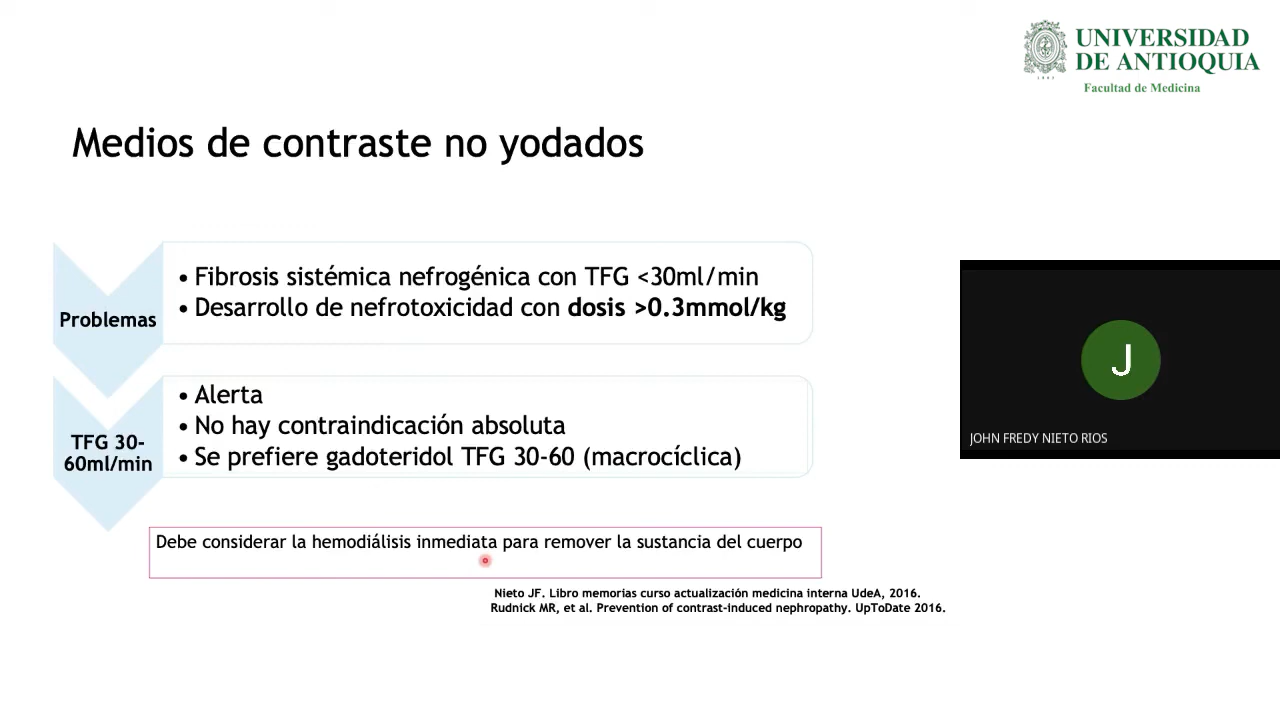 UNIVERSIDAD
DE ANTIOQUIA
1803
Facultad de Medicina
Medios de contraste no yodados
Problemas
• Fibrosis sistémica nefrogénica con TFG <30ml/min
• Desarrollo de nefrotoxicidad con dosis >0.3mmol/kg
TFG 30-
60ml/min
• Alerta
• No hay contraindicación absoluta
• Se prefiere gadoteridol TFG 30-60 (macrocíclica)
Debe considerar la hemodiálisis inmediata para remover la sustancia del cuerpo
Nieto JF. Libro memorias curso actualización medicina interna UdeA, 2016.
Rudnick MR, et al. Prevention of contrast-induced nephropathy. UpToDate 2016.
J
JOHN FREDY NIETO RIOS